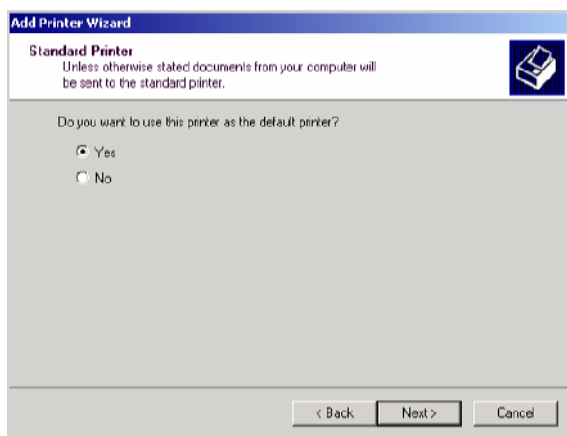 Add Printer Wizard
Standard Printer
Unless otherwise stated documents from your computer will
be sent to the standard printer.
Do you want to use this printer as the default printer?
Yes
No
< Back
Next >
Cancel